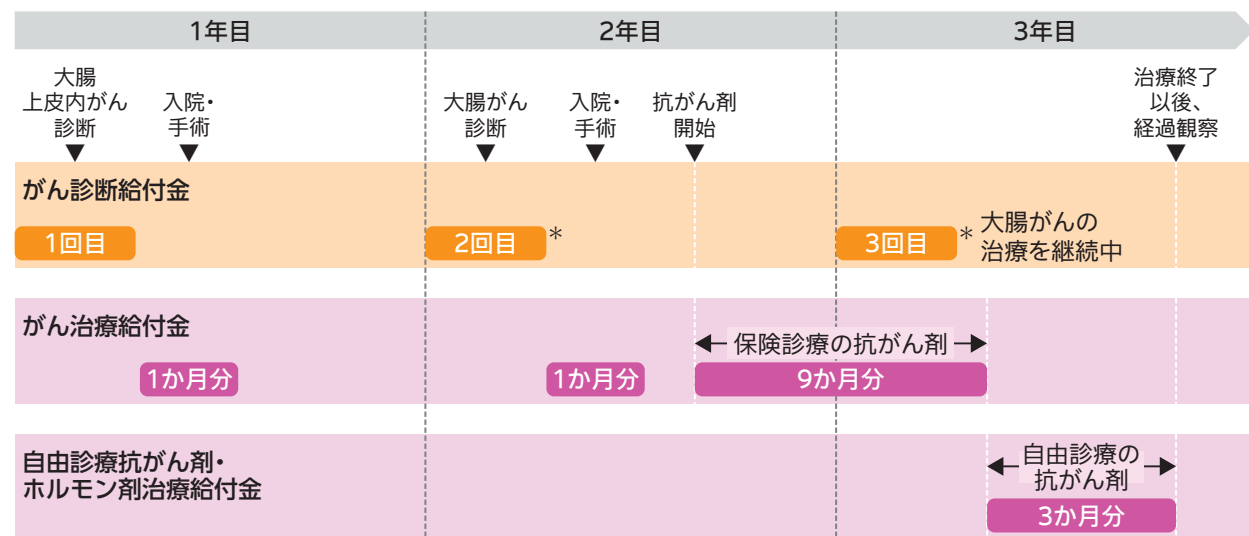 1年目
2年目
3年目
大腸
上皮内がん
診断
入院・
手術
大腸がん
診断
入院・
手術
抗がん剤
開始
治療終了
以後、
経過観察
がん診断給付金
1回目
2回目
*
3回目
* 大腸がんの
治療を継続中
がん治療給付金
保険診療の抗がん剤
1か月分
1か月分
9か月分
自由診療抗がん剤・
ホルモン剤治療給付金
自由診療の
抗がん剤
3か月分